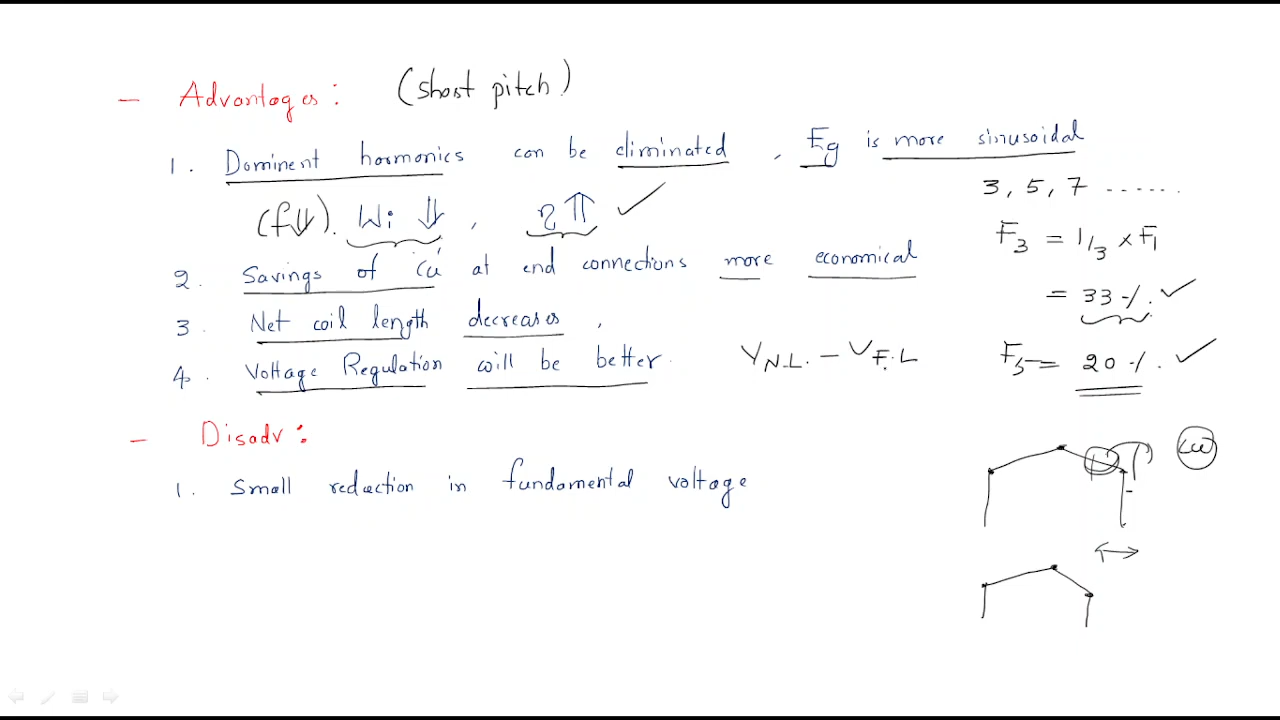 - Advantages : (short pitch)
1. Dominent harmonics can be eliminated , Eg is more sinusoidal
3, 5, 7 ......
(f⇓). Wi ⇓ , η ⇑ ✓
F3 = 1/3 × F1
2. Savings of Cu at end connections more economical
= 33 %. ✓
3. Net coil length decreases .
4. Voltage Regulation will be better. VN.L. - VF.L
F5 = 20 %. ✓
- Disadv :
Cu
1. Small reduction in fundamental voltage